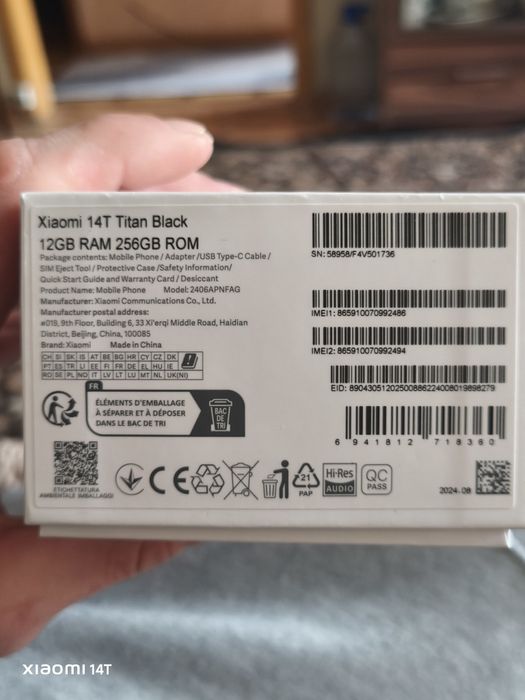 Xiaomi 14T Titan Black
12GB RAM 256GB ROM
Package contents: Mobile Phone / Adapter /USB Type-C Cable /
SIM Eject Tool / Protective Case /Safety Information/
Quick Start Guide and Warranty Card / Desiccant
Product Name: Mobile Phone Model: 2406APNFAG
Manufacturer: Xiaomi Communications Co., Ltd.
Manufacturer postal address:
#019, 9th Floor, Building 6, 33 Xi'erqi Middle Road, Haidian
District, Beijing, China, 100085
Brand: Xiaomi Made in China
CH SI SK IS AT BE BG HR CY CZ DK
PT ES TR LI EE FI FR DE EL HU IE
RO SE PL NO IT LV LT LU MT NL UK(NI)
FR
ÉLÉMENTS D'EMBALLAGE
À SÉPARER ET À DÉPOSER
DANS LE BAC DE TRI
BAC
DE
TRI
ETICHETTATURA
AMBIENTALE IMBALLAGGI
CE
21
PAP
Hi-Res
AUDIO
QC
PASS
SN: 58958/F4V501736
IMEI1: 865910070992486
IMEI2: 865910070992494
EID: 89043051202500886224008019898279
6 941812 718360
2024-08
xiaomi 14T